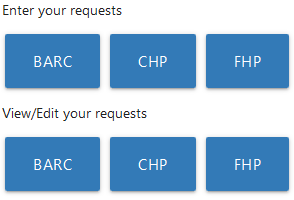 Enter your requests
BARC CHP FHP
View/Edit your requests
BARC CHP FHP